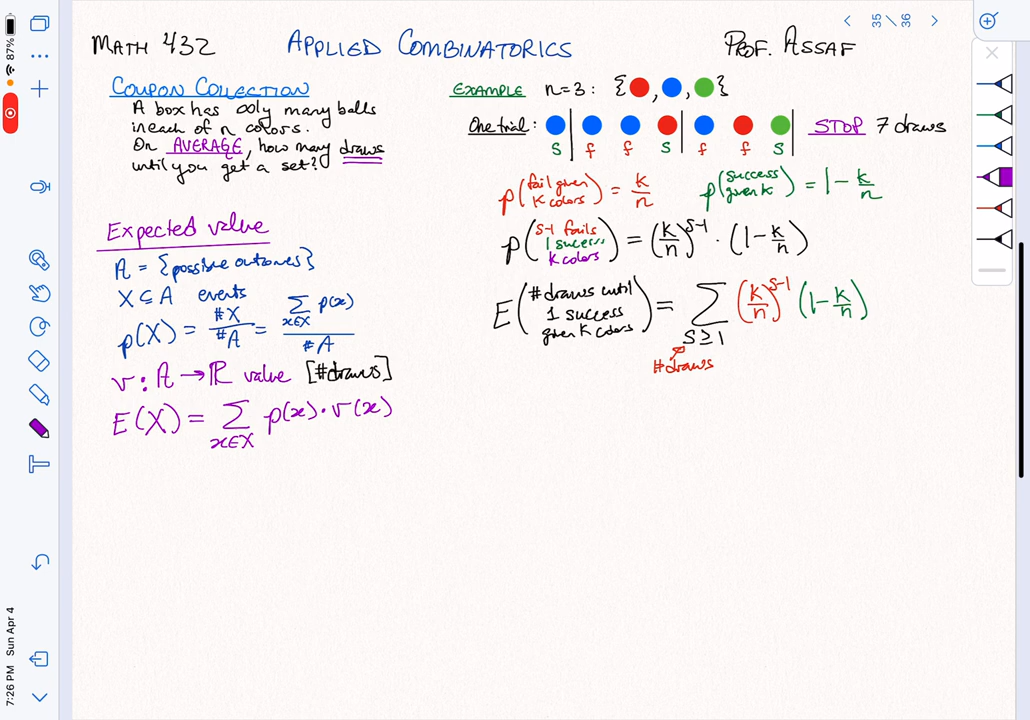 MATH 432 APPLIED COMBINATORICS PROF. ASSAF
35 / 36
87%
7:26 PM Sun Apr 4
COUPON COLLECTION
A box has ∞ly many balls
in each of n colors.
On AVERAGE, how many draws
until you get a set?
Expected value
A = {possible outcomes}
X ⊆ A events
p(X) = #X / #A = Σ_{x∈X} p(x) / #A
v : A → ℝ value [#draws]
E(X) = Σ_{x∈X} p(x) · v(x)
EXAMPLE n=3 : { , , }
One trial : STOP 7 draws
S f f S f f S
p(fail given k colors) = k/n p(success given k) = 1 - k/n
p(s-1 fails 1 success k colors) = (k/n)^{s-1} · (1 - k/n)
E(#draws until 1 success given k colors) = Σ_{s≥1} (k/n)^{s-1} (1 - k/n)
#draws